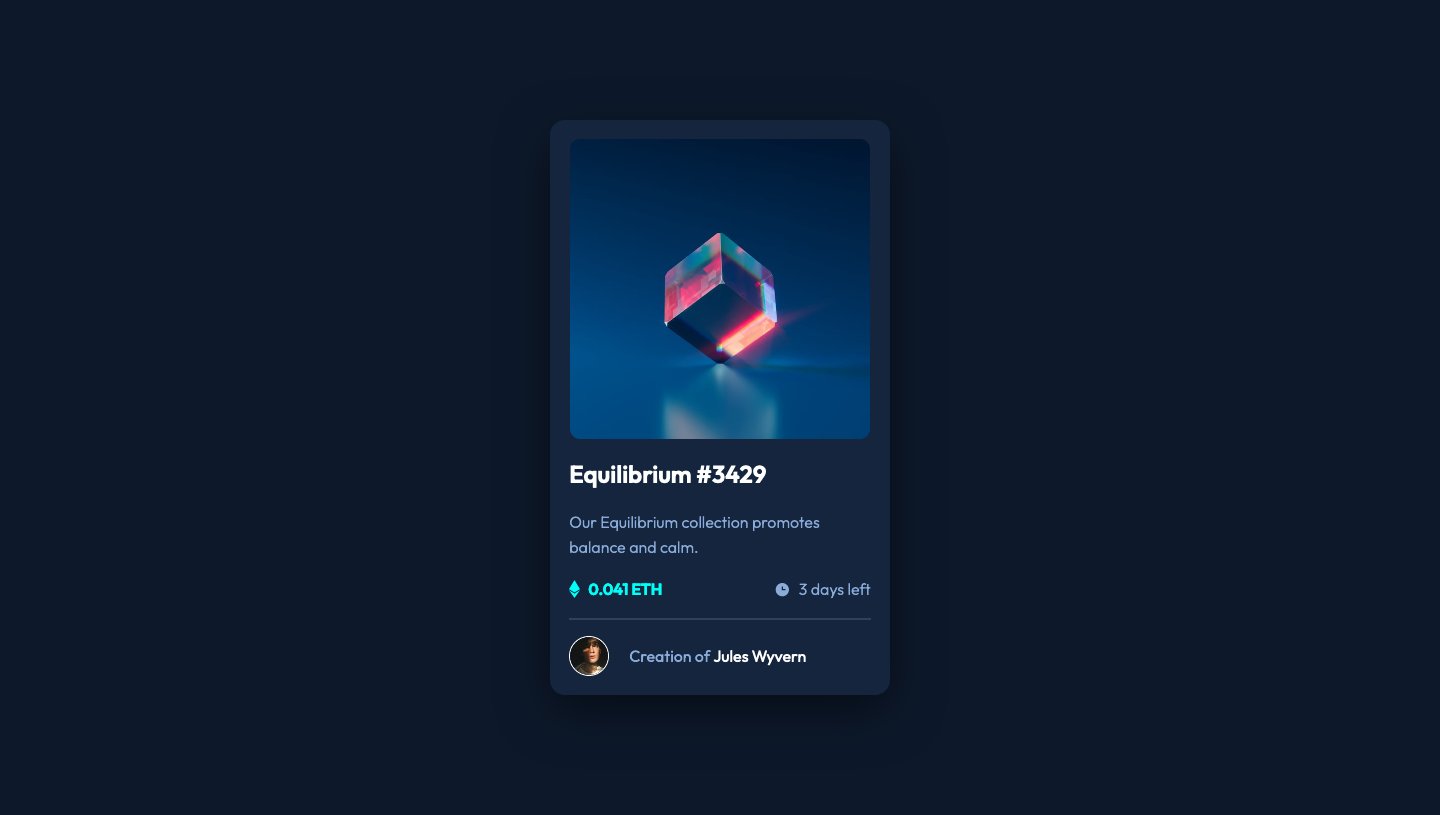 Equilibrium #3429
Our Equilibrium collection promotes
balance and calm.
0.041 ETH
3 days left
Creation of Jules Wyvern